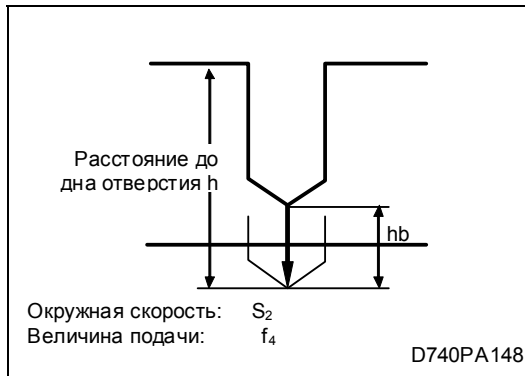 Расстояние до
дна отверстия h
hb
Окружная скорость: S₂
Величина подачи: f₄
D740PA148